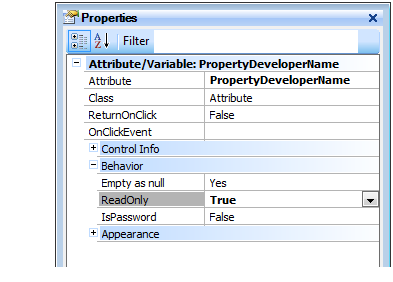 Properties
Filter
Attribute/Variable: PropertyDeveloperName
Attribute PropertyDeveloperName
Class Attribute
ReturnOnClick False
OnClickEvent
Control Info
Behavior
Empty as null Yes
ReadOnly True
IsPassword False
Appearance